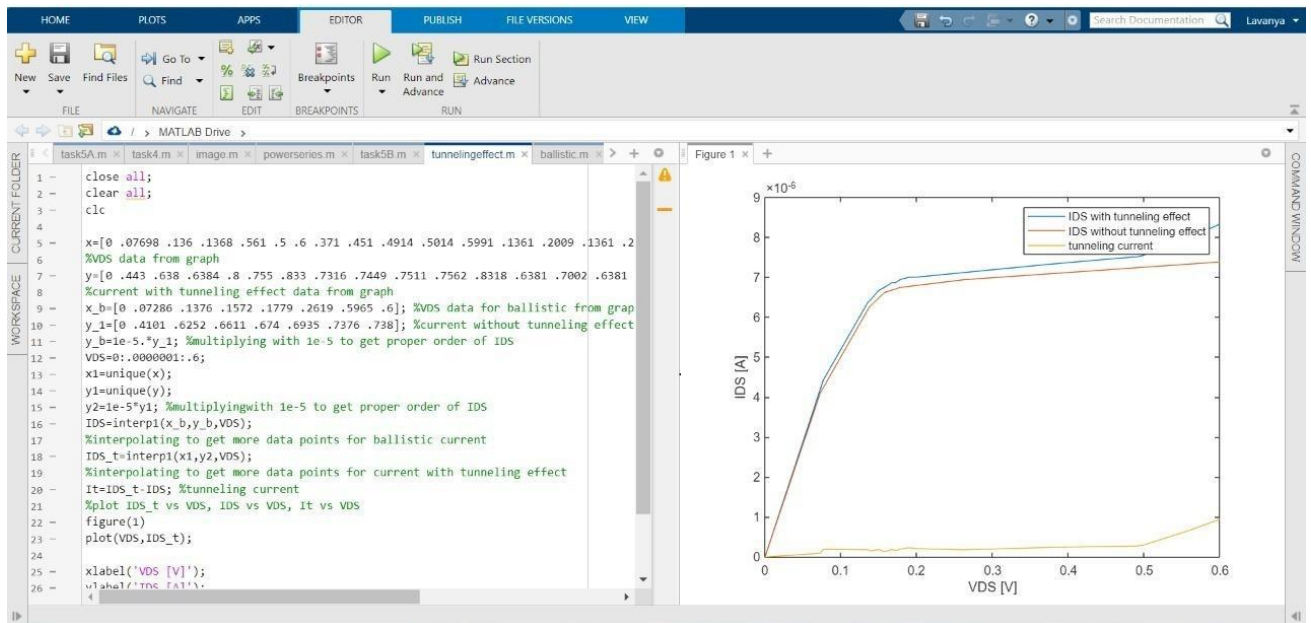 HOME PLOTS APPS EDITOR PUBLISH FILE VERSIONS VIEW Search Documentation Lavanya
New Save Find Files Go To Find Breakpoints Run Run and Advance Run Section Advance
FILE NAVIGATE EDIT BREAKPOINTS RUN
/ > MATLAB Drive >
CURRENT FOLDER
WORKSPACE
task5A.m × task4.m × image.m × powerseries.m × task5B.m × tunnelingeffect.m × ballistic.m ×
1 close all;
2 clear all;
3 clc
4
5 x=[0 .07698 .136 .1368 .561 .5 .6 .371 .451 .4914 .5014 .5991 .1361 .2009 .1361 .2
6 %VDS data from graph
7 y=[0 .443 .638 .6384 .8 .755 .833 .7316 .7449 .7511 .7562 .8318 .6381 .7002 .6381
8 %current with tunneling effect data from graph
9 x_b=[0 .07286 .1376 .1572 .1779 .2619 .5965 .6]; %VDS data for ballistic from grap
10 y_1=[0 .4101 .6252 .6611 .674 .6935 .7376 .738]; %current without tunneling effect
11 y_b=1e-5.*y_1; %multiplying with 1e-5 to get proper order of IDS
12 VDS=0:.0000001:.6;
13 x1=unique(x);
14 y1=unique(y);
15 y2=1e-5*y1; %multiplyingwith 1e-5 to get proper order of IDS
16 IDS=interp1(x_b,y_b,VDS);
17 %interpolating to get more data points for ballistic current
18 IDS_t=interp1(x1,y2,VDS);
19 %interpolating to get more data points for current with tunneling effect
20 It=IDS_t-IDS; %tunneling current
21 %plot IDS_t vs VDS, IDS vs VDS, It vs VDS
22 figure(1)
23 plot(VDS,IDS_t);
24
25 xlabel('VDS [V]');
26 ylabel('IDS [A]');
Figure 1 ×
×10-6
IDS with tunneling effect
IDS without tunneling effect
tunneling current
9
8
7
6
5
4
3
2
1
0
IDS [A]
0 0.1 0.2 0.3 0.4 0.5 0.6
VDS [V]
COMMAND WINDOW